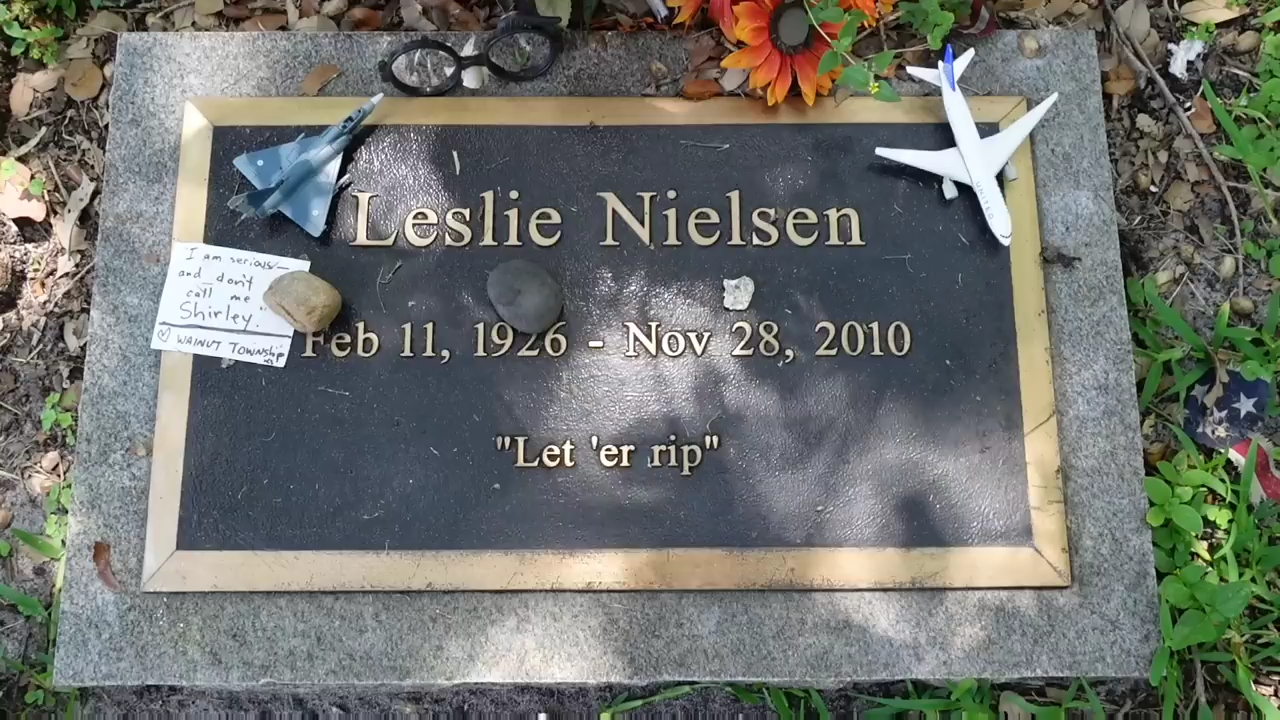 Leslie Nielsen
Feb 11, 1926 - Nov 28, 2010
"Let 'er rip"
I am serious—
and don't
call me
Shirley."
WALNUT TOWNSHIP
UNITED